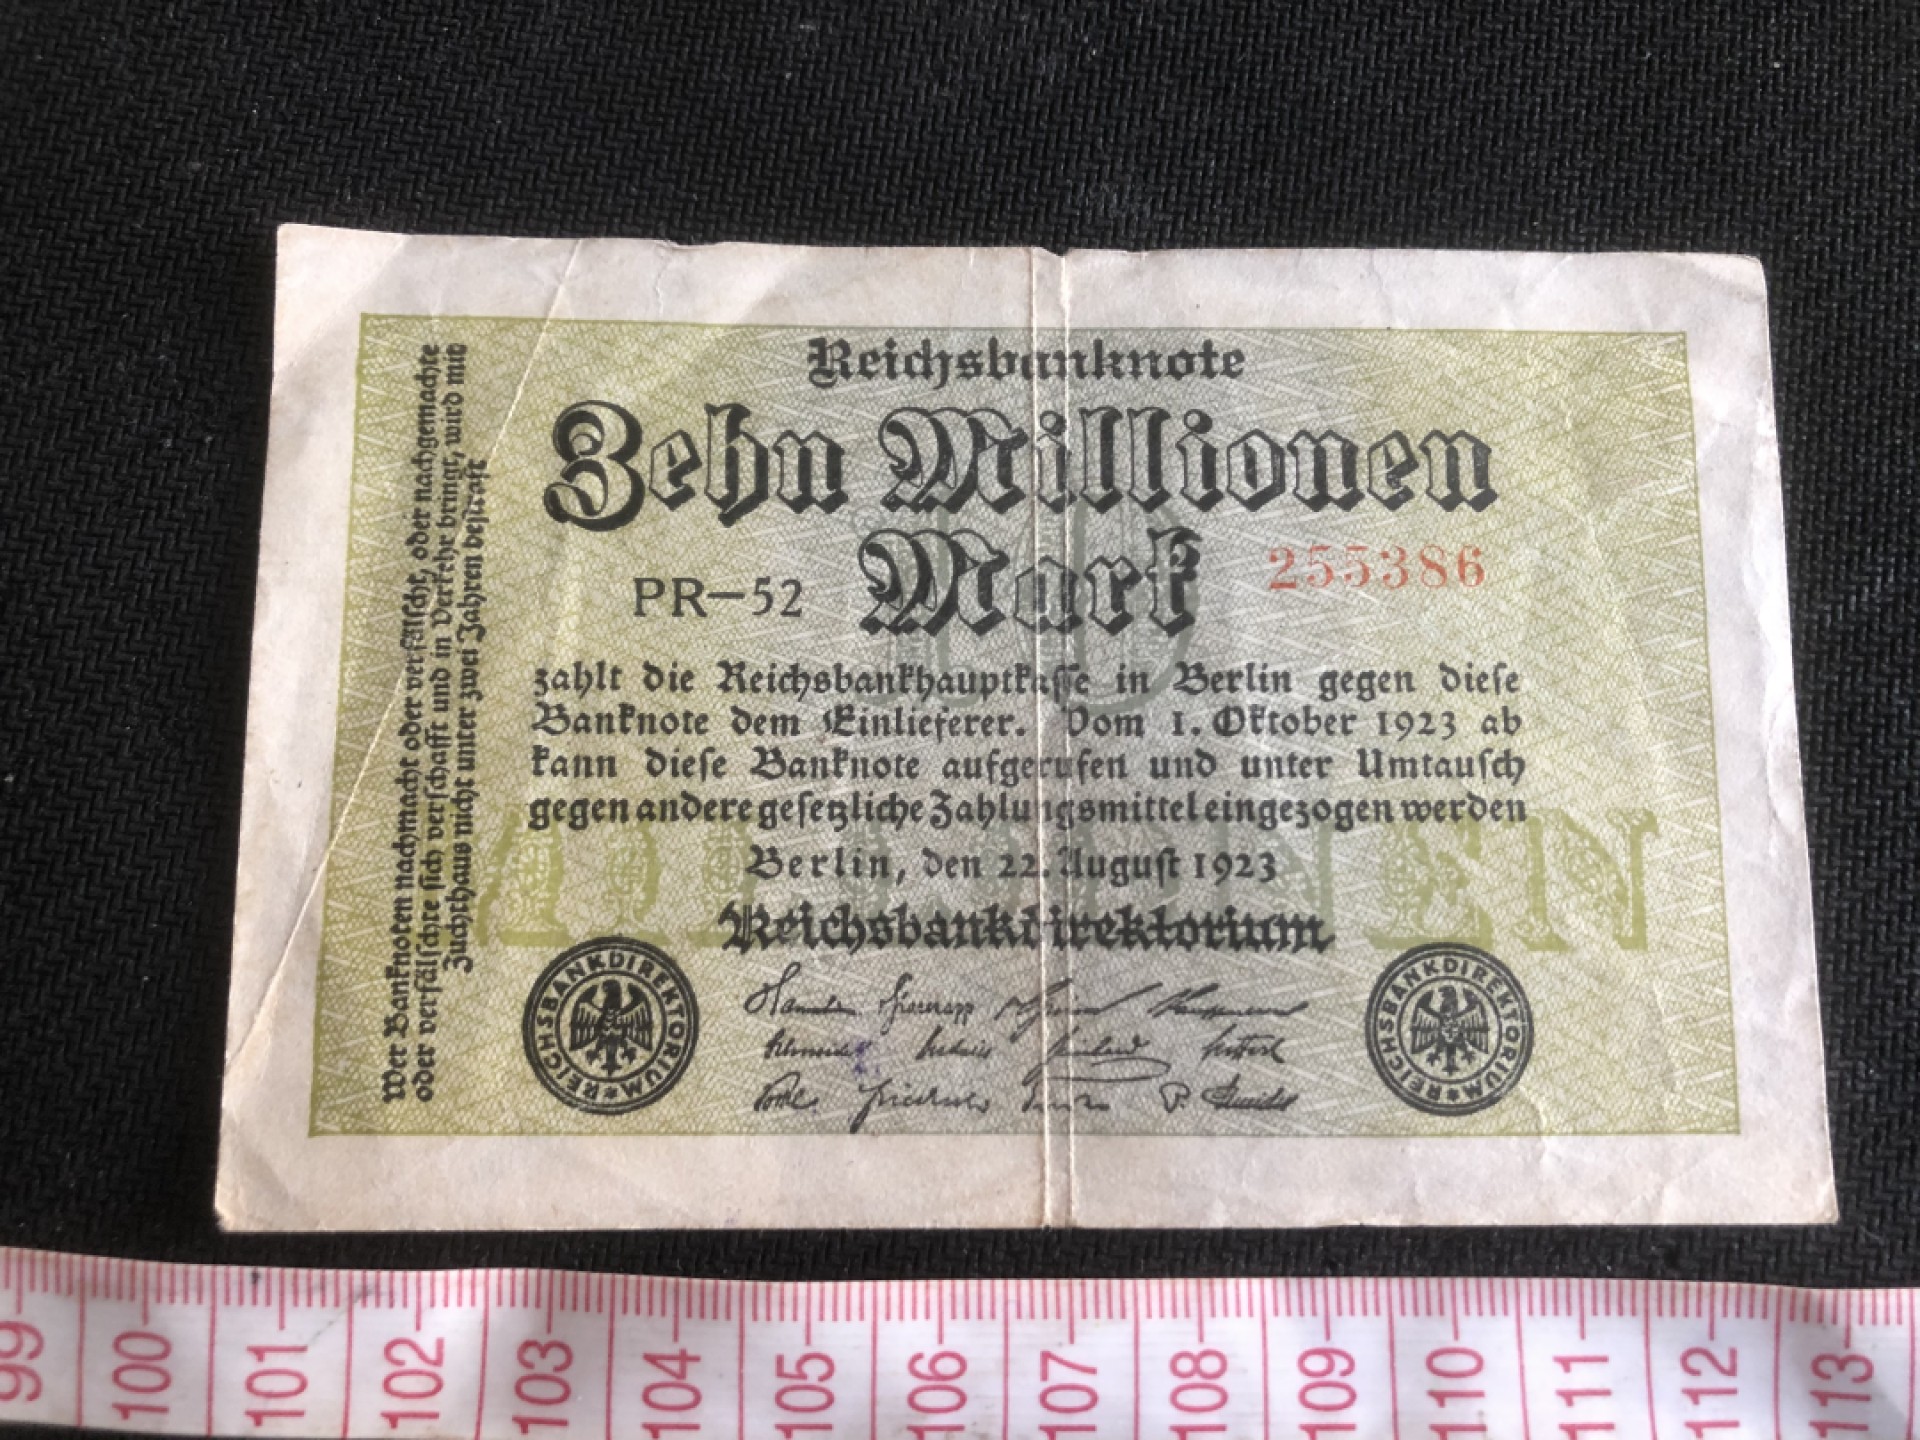 Reichsbanknote
Zehn Millionen
Mark
PR-52
255386
zahlt die Reichsbankhauptkasse in Berlin gegen diese
Banknote dem Einlieferer. Vom 1. Oktober 1923 ab
kann diese Banknote aufgerufen und unter Umtausch
gegen andere gesetzliche Zahlungsmittel eingezogen werden
Berlin, den 22. August 1923
Reichsbankdirektorium
REICHSBANKDIREKTORIUM
REICHSBANKDIREKTORIUM
Wer Banknoten nachmacht oder verfälscht, oder nachgemachte
oder verfälschte sich verschafft und in Verkehr bringt, wird mit
Zuchthaus nicht unter zwei Jahren bestraft
10
99 100 101 102 103 104 105 106 107 108 109 110 111 112 113